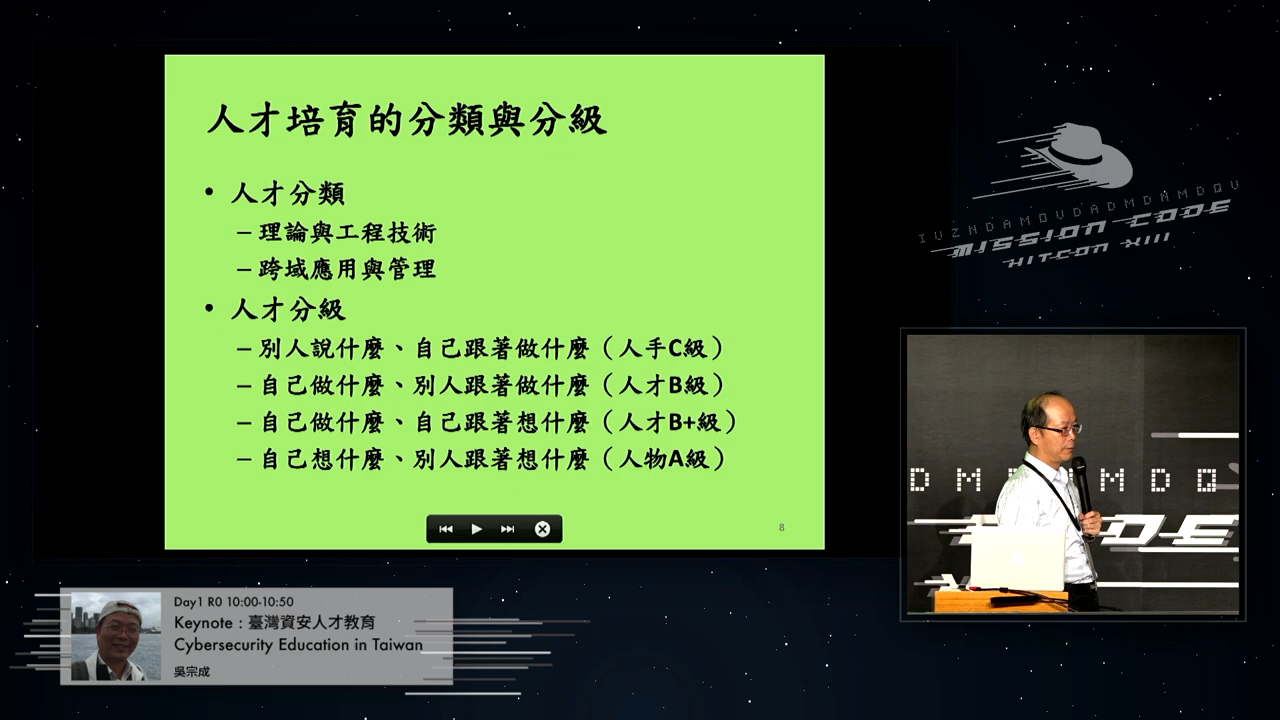 人才培育的分類與分級
• 人才分類
– 理論與工程技術
– 跨域應用與管理
• 人才分級
– 別人說什麼、自己跟著做什麼（人手C級）
– 自己做什麼、別人跟著做什麼（人才B級）
– 自己做什麼、自己跟著想什麼（人才B+級）
– 自己想什麼、別人跟著想什麼（人物A級）
8
MISSION CODE
HITCON XIII
Day1 R0 10:00-10:50
Keynote：臺灣資安人才教育
Cybersecurity Education in Taiwan
吳宗成